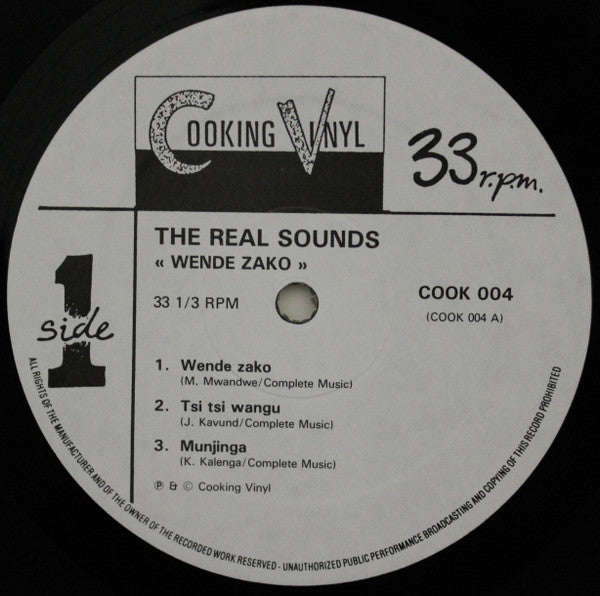 COOKING VINYL
33 r.p.m.
THE REAL SOUNDS
« WENDE ZAKO »
33 1/3 RPM
COOK 004
(COOK 004 A)
side 1
1. Wende zako
(M. Mwandwe/Complete Music)
2. Tsi tsi wangu
(J. Kavund/Complete Music)
3. Munjinga
(K. Kalenga/Complete Music)
℗ & © Cooking Vinyl
ALL RIGHTS OF THE MANUFACTURER AND OF THE OWNER OF THE RECORDED WORK RESERVED - UNAUTHORIZED PUBLIC PERFORMANCE BROADCASTING AND COPYING OF THIS RECORD PROHIBITED